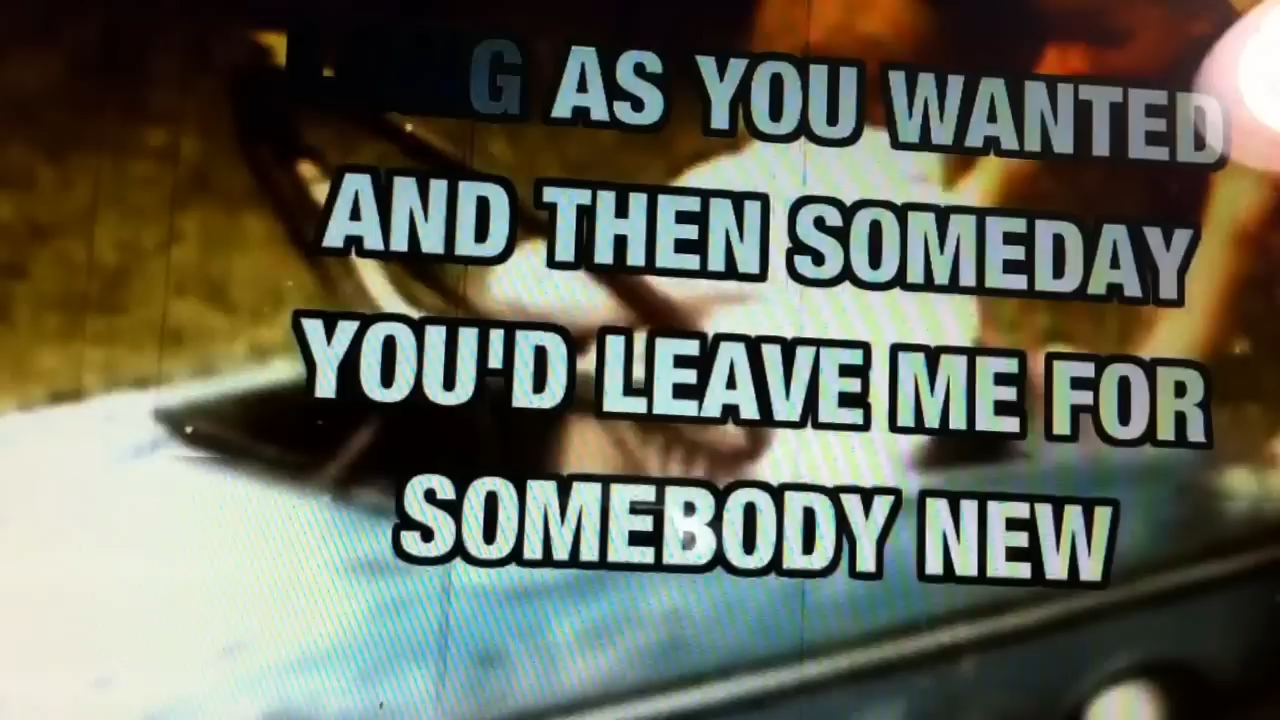 G AS YOU WANTED
AND THEN SOMEDAY
YOU'D LEAVE ME FOR
SOMEBODY NEW